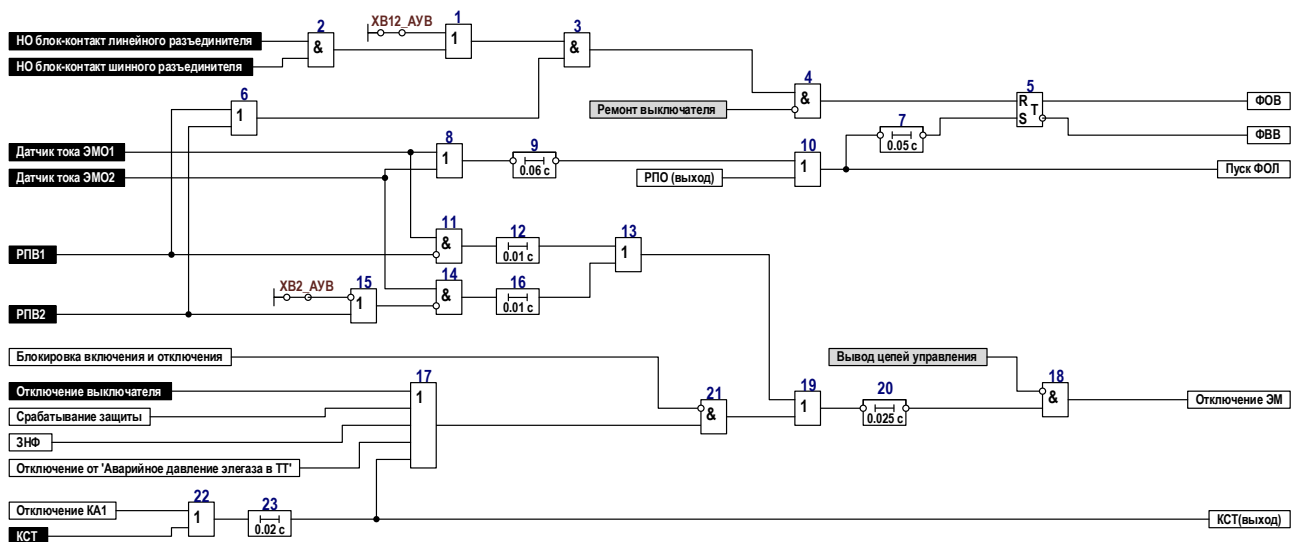 ХВ12_АУВ
1
1
2
&
3
&
НО блок-контакт линейного разъединителя
НО блок-контакт шинного разъединителя
4
&
Ремонт выключателя
5
R
T
S
ФОВ
ФВВ
6
1
7
0.05 с
Датчик тока ЭМО1
Датчик тока ЭМО2
8
1
9
0.06 с
РПО (выход)
10
1
Пуск ФОЛ
11
&
12
0.01 с
13
1
РПВ1
ХВ2_АУВ
15
1
14
&
16
0.01 с
РПВ2
Блокировка включения и отключения
Вывод цепей управления
Отключение выключателя
17
1
Срабатывание защиты
21
&
19
1
20
0.025 с
18
&
Отключение ЭМ
ЗНФ
Отключение от 'Аварийное давление элегаза в ТТ'
Отключение КА1
КСТ
22
1
23
0.02 с
КСТ(выход)